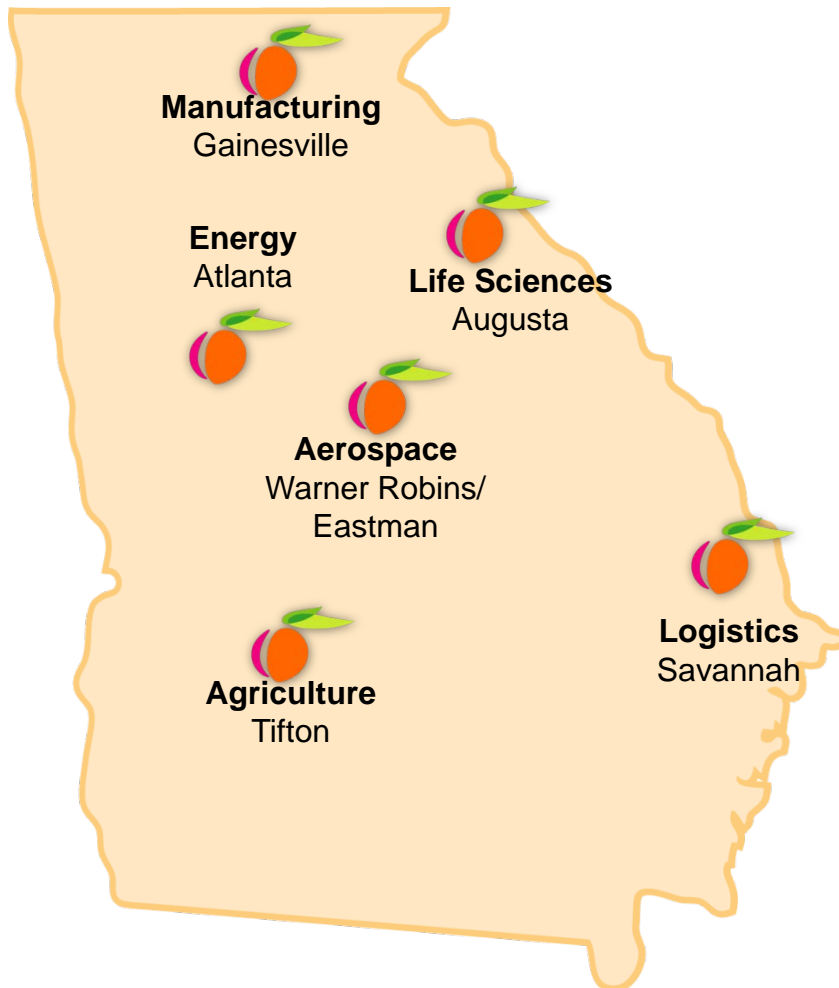 Manufacturing
Gainesville
Energy
Atlanta
Life Sciences
Augusta
Aerospace
Warner Robins/
Eastman
Logistics
Savannah
Agriculture
Tifton